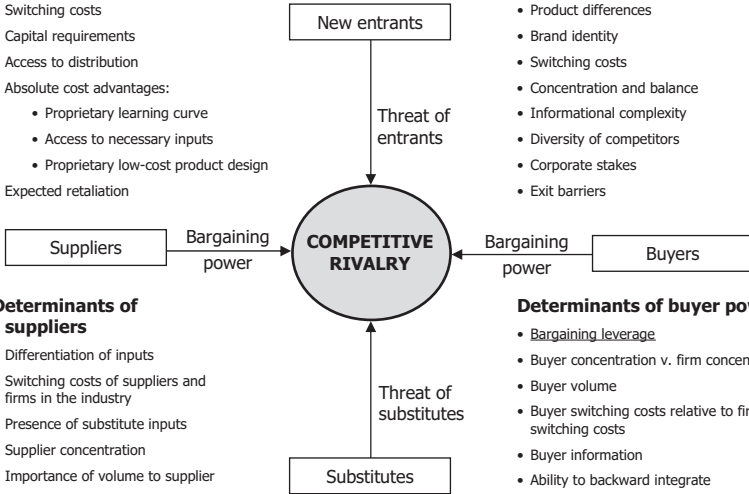 Switching costs
Capital requirements
Access to distribution
Absolute cost advantages:
• Proprietary learning curve
• Access to necessary inputs
• Proprietary low-cost product design
Expected retaliation
New entrants
Threat of
entrants
• Product differences
• Brand identity
• Switching costs
• Concentration and balance
• Informational complexity
• Diversity of competitors
• Corporate stakes
• Exit barriers
Suppliers
Bargaining
power
COMPETITIVE
RIVALRY
Bargaining
power
Buyers
Determinants of
suppliers
Differentiation of inputs
Switching costs of suppliers and
firms in the industry
Presence of substitute inputs
Supplier concentration
Importance of volume to supplier
Threat of
substitutes
Substitutes
Determinants of buyer
• Bargaining leverage
• Buyer concentration v. firm
• Buyer volume
• Buyer switching costs relative to
switching costs
• Buyer information
• Ability to backward integrate